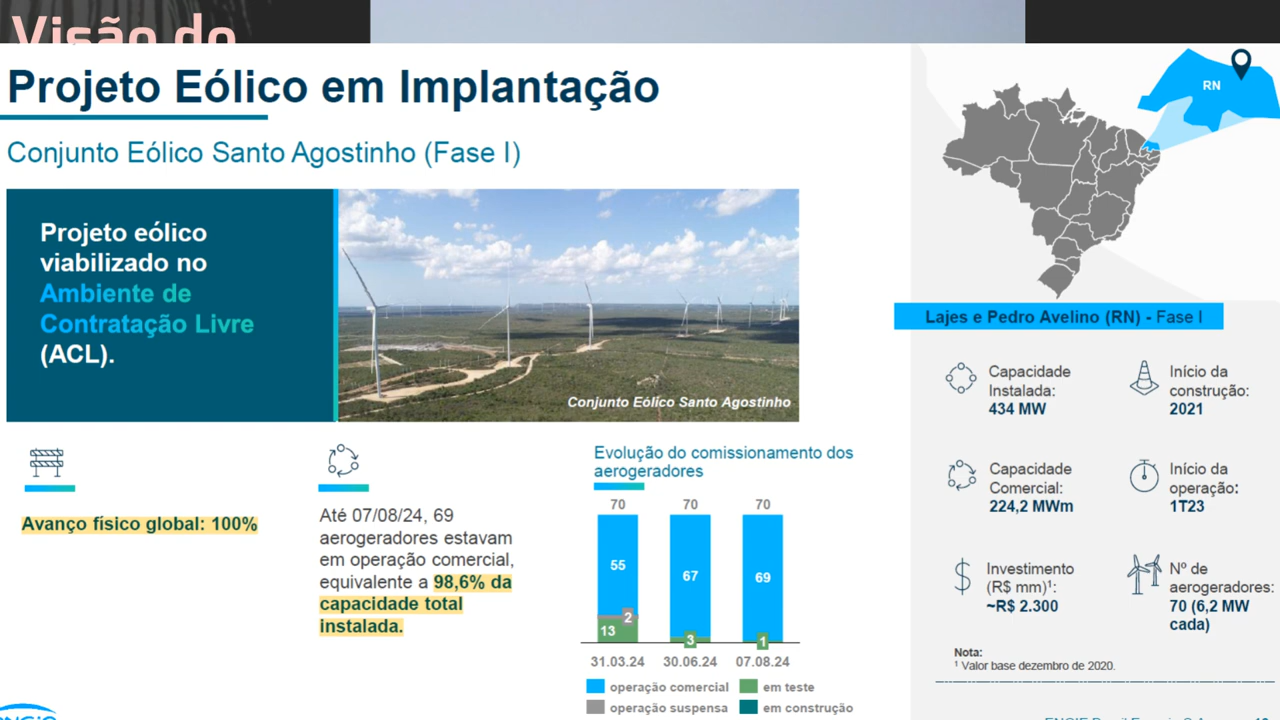 Visão do
Projeto Eólico em Implantação
Conjunto Eólico Santo Agostinho (Fase I)
Projeto eólico
viabilizado no
Ambiente de
Contratação Livre
(ACL).
Conjunto Eólico Santo Agostinho
RN
Lajes e Pedro Avelino (RN) - Fase I
Capacidade
Instalada:
434 MW
Início da
construção:
2021
Capacidade
Comercial:
224,2 MWm
Início da
operação:
1T23
Investimento
(R$ mm)¹:
~R$ 2.300
Nº de
aerogeradores:
70 (6,2 MW
cada)
Nota:
¹ Valor base dezembro de 2020.
Avanço físico global: 100%
Até 07/08/24, 69
aerogeradores estavam
em operação comercial,
equivalente a 98,6% da
capacidade total
instalada.
Evolução do comissionamento dos
aerogeradores
70 70 70
55 67 69
2
13 3 1
31.03.24 30.06.24 07.08.24
operação comercial em teste
operação suspensa em construção